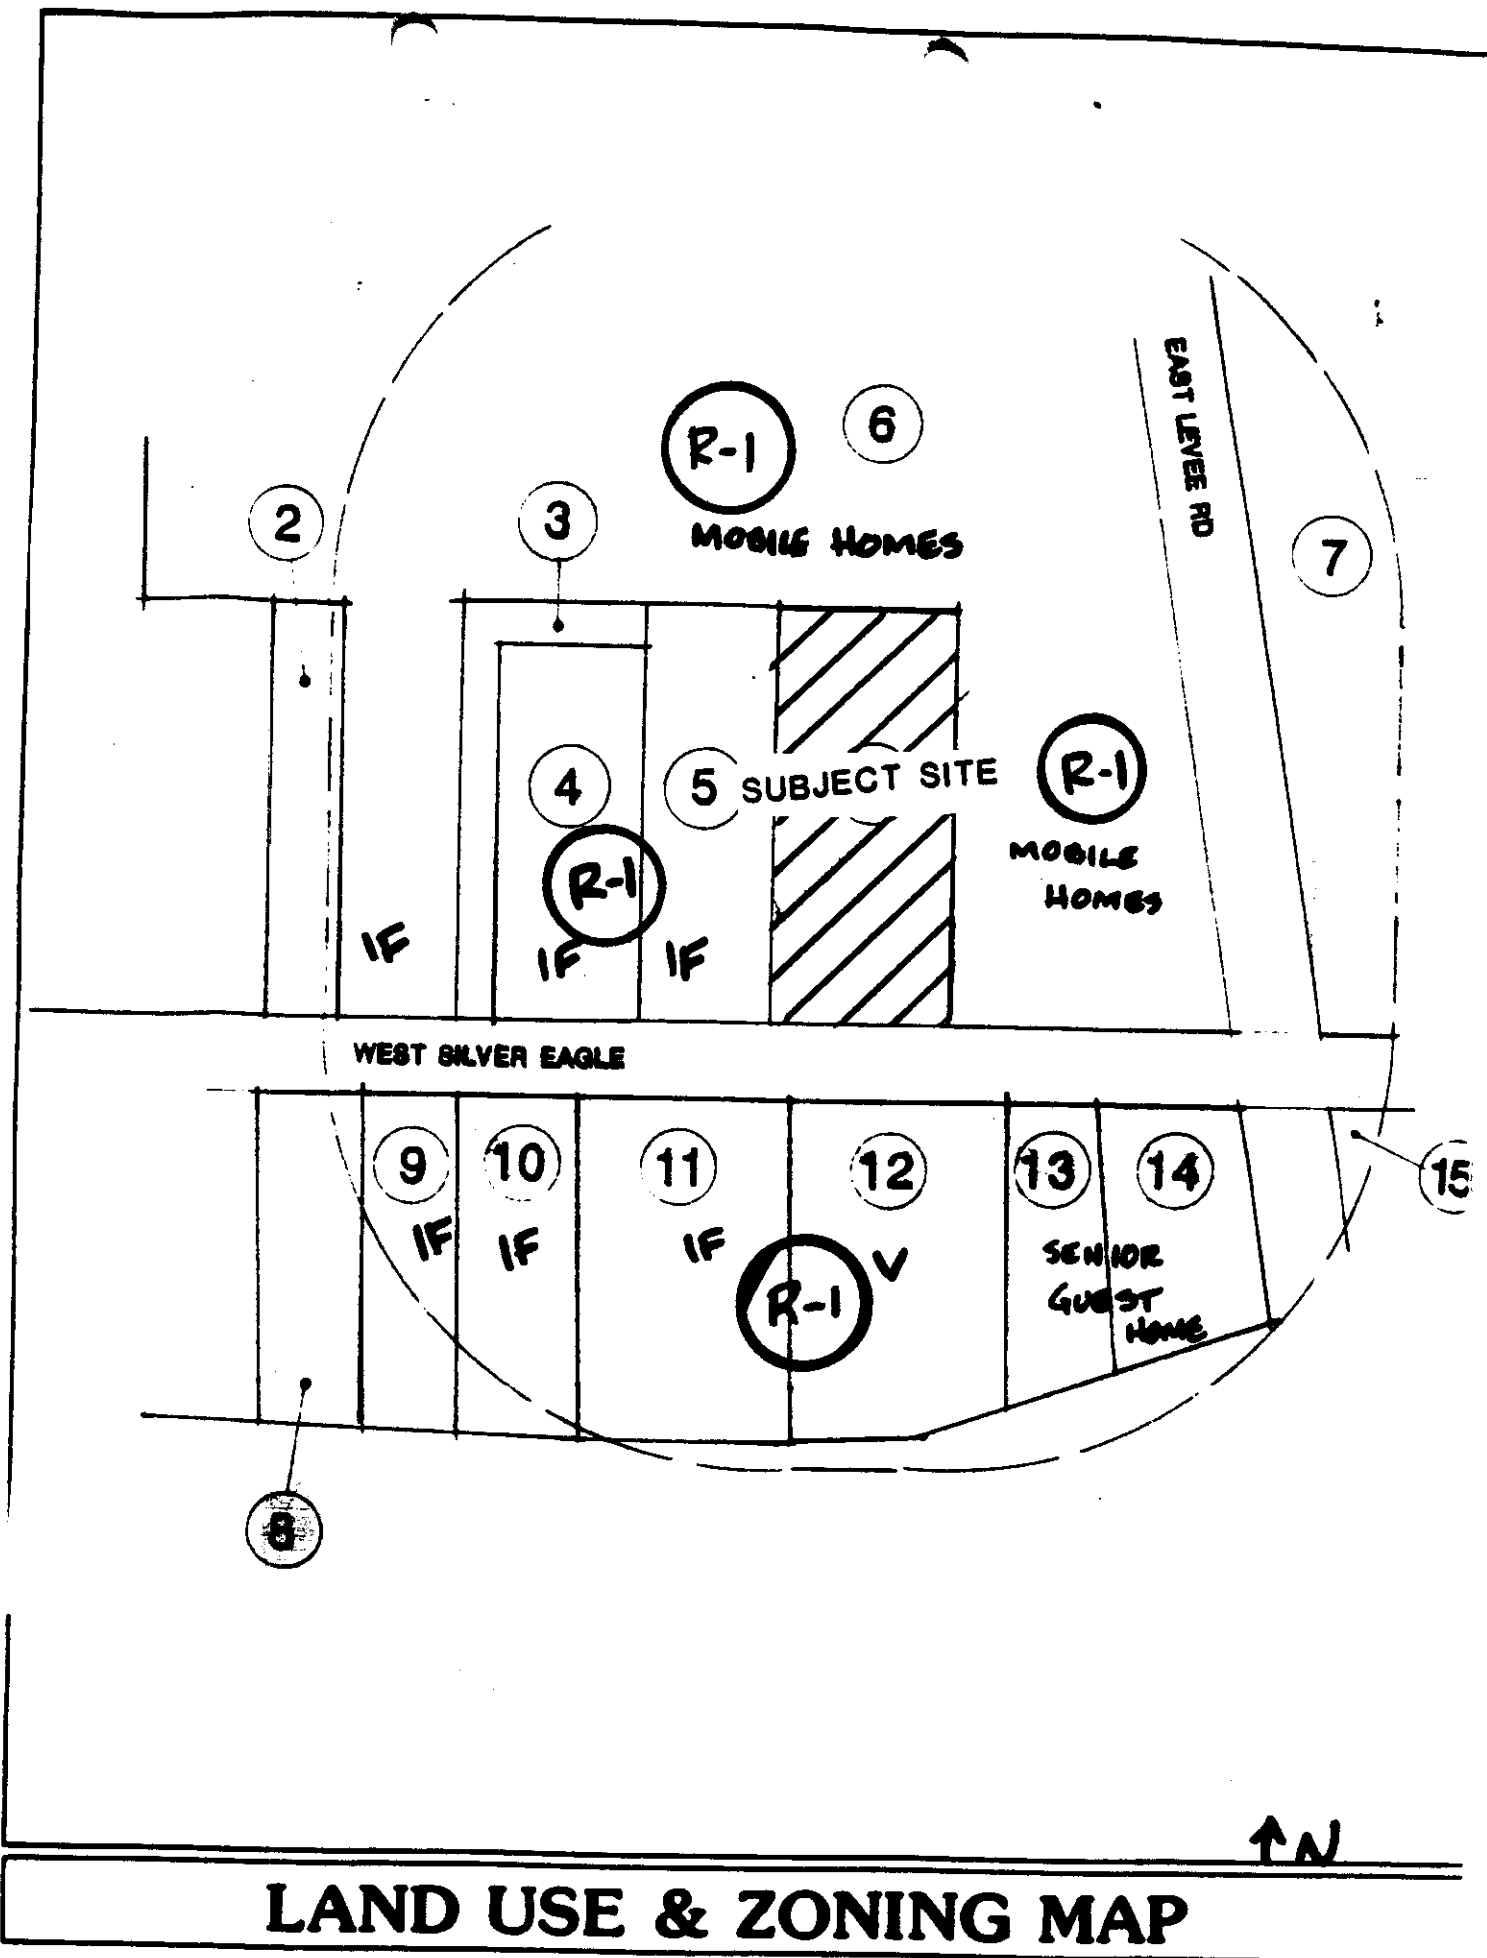 EAST LEVEE RD
R-1
6
MOBILE HOMES
2
3
7
4
5
SUBJECT SITE
R-1
MOBILE
HOMES
R-1
IF
IF
IF
WEST SILVER EAGLE
9
10
11
12
13
14
15
IF
IF
IF
V
R-1
SENIOR
GUEST
HOME
8
N
LAND USE & ZONING MAP